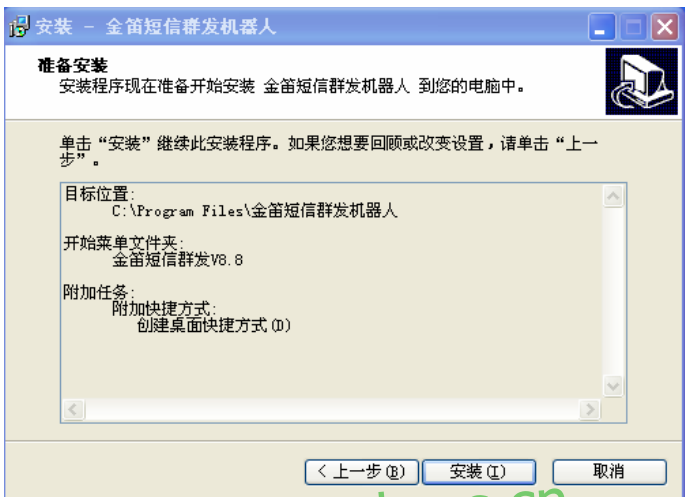 安装 - 金笛短信群发机器人
准备安装
安装程序现在准备开始安装 金笛短信群发机器人 到您的电脑中。
单击“安装”继续此安装程序。如果您想要回顾或改变设置，请单击“上一
步”。
目标位置:
C:\Program Files\金笛短信群发机器人
开始菜单文件夹:
金笛短信群发V8.8
附加任务:
附加快捷方式:
创建桌面快捷方式(D)
< 上一步(B)
安装(I)
取消